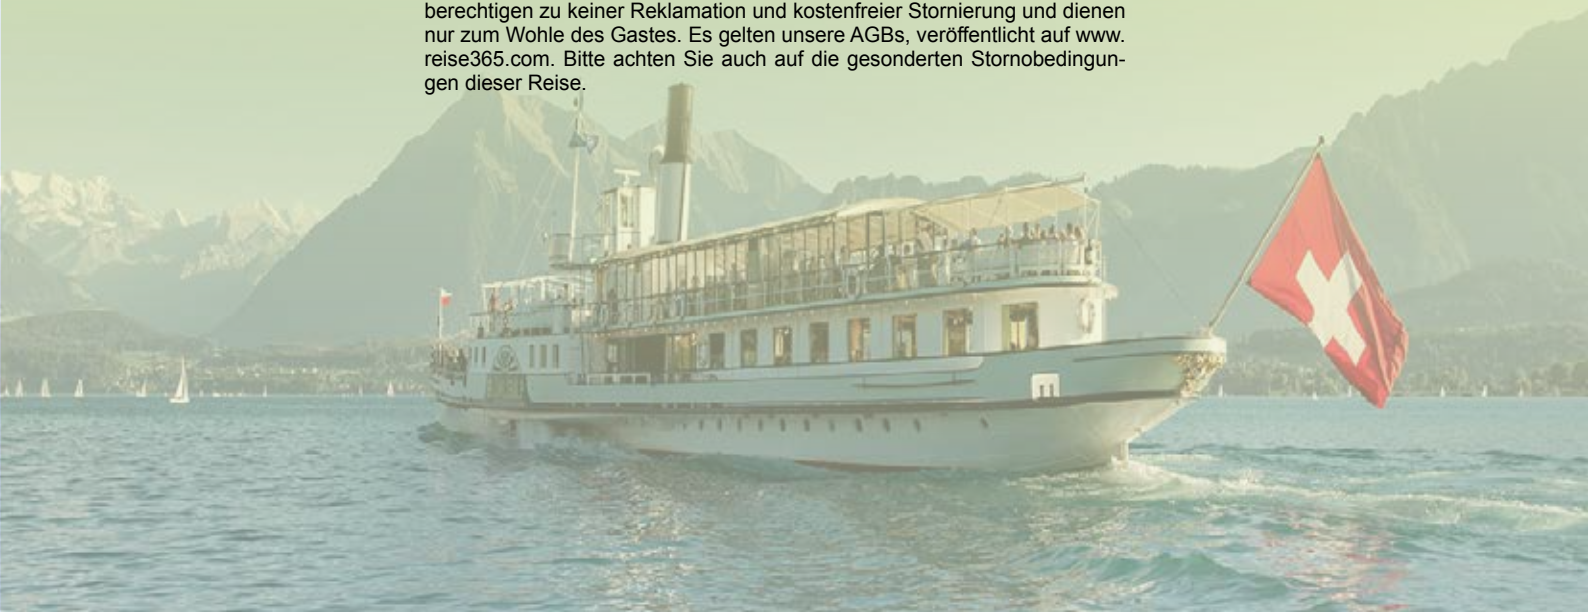 berechtigen zu keiner Reklamation und kostenfreier Stornierung und dienen
nur zum Wohle des Gastes. Es gelten unsere AGBs, veröffentlicht auf www.
reise365.com. Bitte achten Sie auch auf die gesonderten Stornobedingun-
gen dieser Reise.